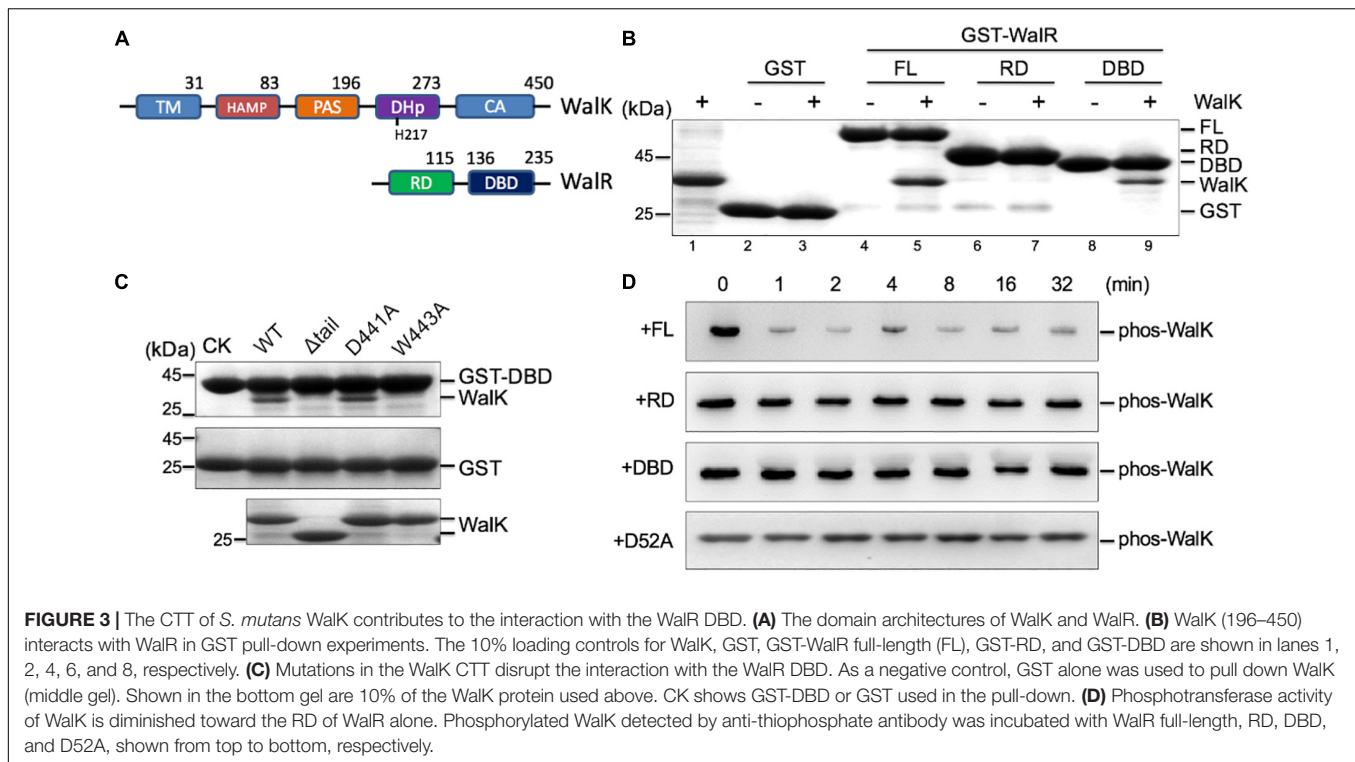 A
31 83 196 273 450
TM HAMP PAS DHp CA WalK
H217
115 136 235
RD DBD WalR
B
GST-WalR
GST FL RD DBD
(kDa) + - + - + - + - + WalK
FL
RD
45
DBD
WalK
25 GST
1 2 3 4 5 6 7 8 9
C
(kDa) CK WT Δtail D441A W443A
45 GST-DBD
WalK
25
45
25 GST
WalK
25
D
0 1 2 4 8 16 32 (min)
+FL phos-WalK
+RD phos-WalK
+DBD phos-WalK
+D52A phos-WalK
FIGURE 3 | The CTT of S. mutans WalK contributes to the interaction with the WalR DBD. (A) The domain architectures of WalK and WalR. (B) WalK (196–450)
interacts with WalR in GST pull-down experiments. The 10% loading controls for WalK, GST, GST-WalR full-length (FL), GST-RD, and GST-DBD are shown in lanes 1,
2, 4, 6, and 8, respectively. (C) Mutations in the WalK CTT disrupt the interaction with the WalR DBD. As a negative control, GST alone was used to pull down WalK
(middle gel). Shown in the bottom gel are 10% of the WalK protein used above. CK shows GST-DBD or GST used in the pull-down. (D) Phosphotransferase activity
of WalK is diminished toward the RD of WalR alone. Phosphorylated WalK detected by anti-thiophosphate antibody was incubated with WalR full-length, RD, DBD,
and D52A, shown from top to bottom, respectively.